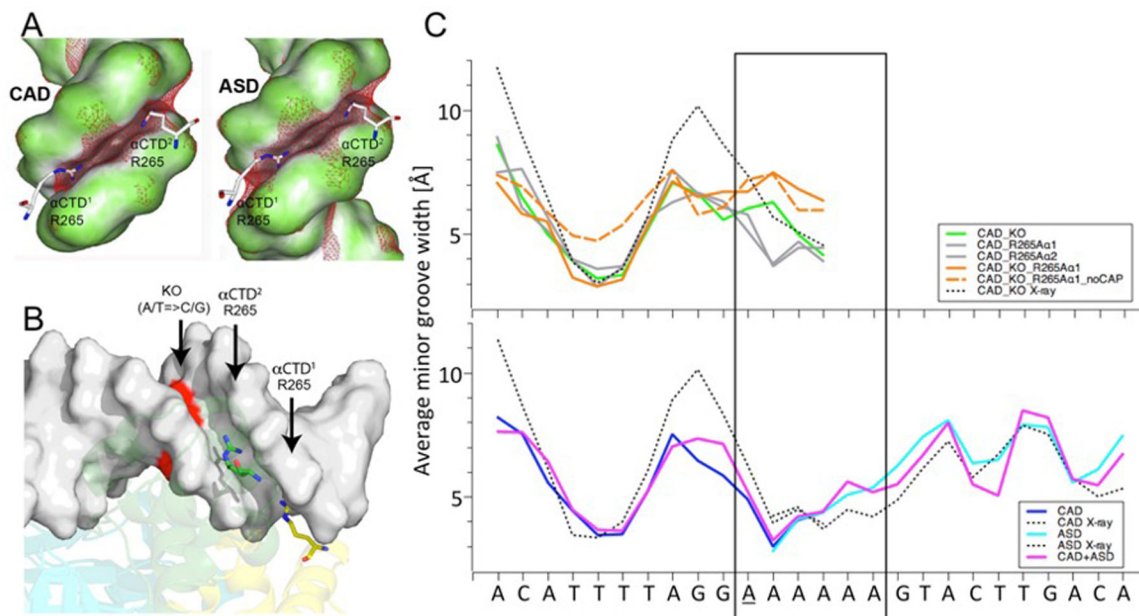 A
CAD
αCTD²
R265
αCTD¹
R265
ASD
αCTD²
R265
αCTD¹
R265
B
KO
(A/T=>C/G)
αCTD²
R265
αCTD¹
R265
C
Average minor groove width [Å]
10
5
CAD_KO
CAD_R265Aα1
CAD_R265Aα2
CAD_KO_R265Aα1
CAD_KO_R265Aα1_noCAP
CAD_KO X-ray
10
5
CAD
CAD X-ray
ASD
ASD X-ray
CAD+ASD
A C A T T T T A G G A A A A A A G T A C T T G A C A